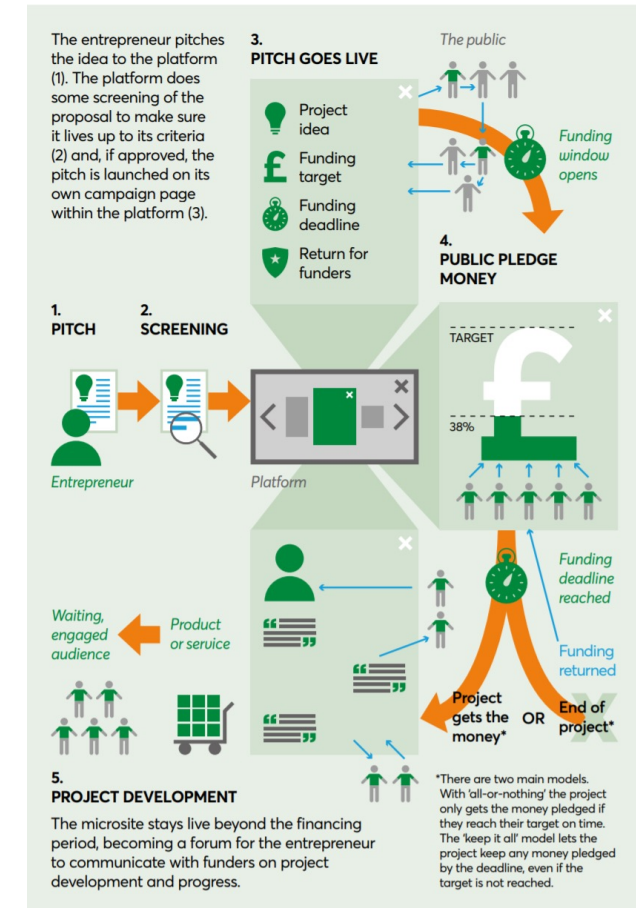 The entrepreneur pitches
the idea to the platform
(1). The platform does
some screening of the
proposal to make sure
it lives up to its criteria
(2) and, if approved, the
pitch is launched on its
own campaign page
within the platform (3).
3.
PITCH GOES LIVE
Project
idea
£
Funding
target
Funding
deadline
Return for
funders
The public
Funding
window
opens
4.
PUBLIC PLEDGE
MONEY
TARGET
£
38%
1.
PITCH
2.
SCREENING
Entrepreneur
Platform
Funding
deadline
reached
Funding
returned
Project
gets the
money*
OR
End of
project*
Waiting,
engaged
audience
Product
or service
5.
PROJECT DEVELOPMENT
The microsite stays live beyond the financing
period, becoming a forum for the entrepreneur
to communicate with funders on project
development and progress.
*There are two main models.
With ‘all-or-nothing’ the project
only gets the money pledged if
they reach their target on time.
The ‘keep it all’ model lets the
project keep any money pledged
by the deadline, even if the
target is not reached.